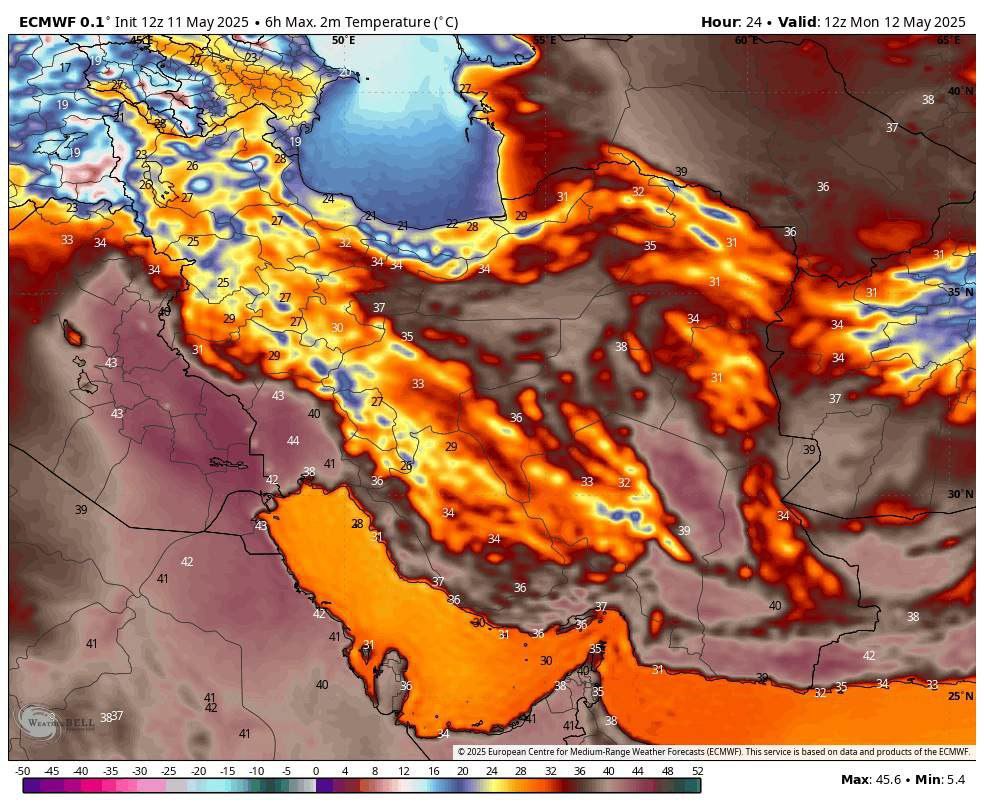 ECMWF 0.1° Init 12z 11 May 2025 • 6h Max. 2m Temperature (°C)
Hour: 24 • Valid: 12z Mon 12 May 2025
45°E 50°E 55°E 60°E 65°E
17 19 27 23 20
27 27 40°N
19 38
21 28 37
19 23 19 28
26 39
26 27 24 32 36
23 31
27 21 21 22 28 29 36
33 34 25 32 35 31 31
34 34 34 34
25 31 31 35°N
27 37
40 29 27 30 35 34 34
31 29 38 34
43 33 31
43 43 40 27 36 37
44 29 39
41 26
42 38 36 33 32 30°N
39 34 34
43 28 31 34 39
42
41 37 36 40
42 36 37 38
41 41 31 30 31 36 36
30 35 42
40 36 38 40 35 31 39 32 35 34 33
41 42 25°N
38 37 41 34 41 41 38
WEATHERBELL
© 2025 European Centre for Medium-Range Weather Forecasts (ECMWF). This service is based on data and products of the ECMWF.
-50 -45 -40 -35 -30 -25 -20 -15 -10 -5 0 4 8 12 16 20 24 28 32 36 40 44 48 52
Max: 45.6 • Min: 5.4